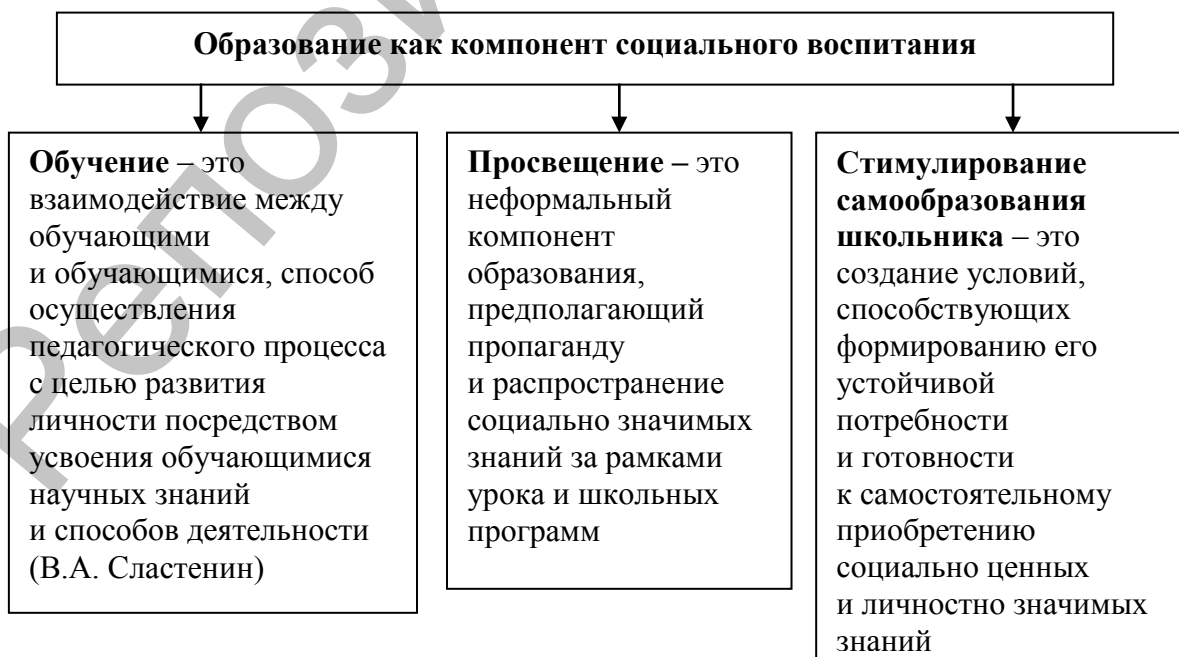 Образование как компонент социального воспитания
Обучение – это
взаимодействие между
обучающими
и обучающимися, способ
осуществления
педагогического процесса
с целью развития
личности посредством
усвоения обучающимися
научных знаний
и способов деятельности
(В.А. Сластенин)
Просвещение – это
неформальный
компонент
образования,
предполагающий
пропаганду
и распространение
социально значимых
знаний за рамками
урока и школьных
программ
Стимулирование
самообразования
школьника – это
создание условий,
способствующих
формированию его
устойчивой
потребности
и готовности
к самостоятельному
приобретению
социально ценных
и личностно значимых
знаний